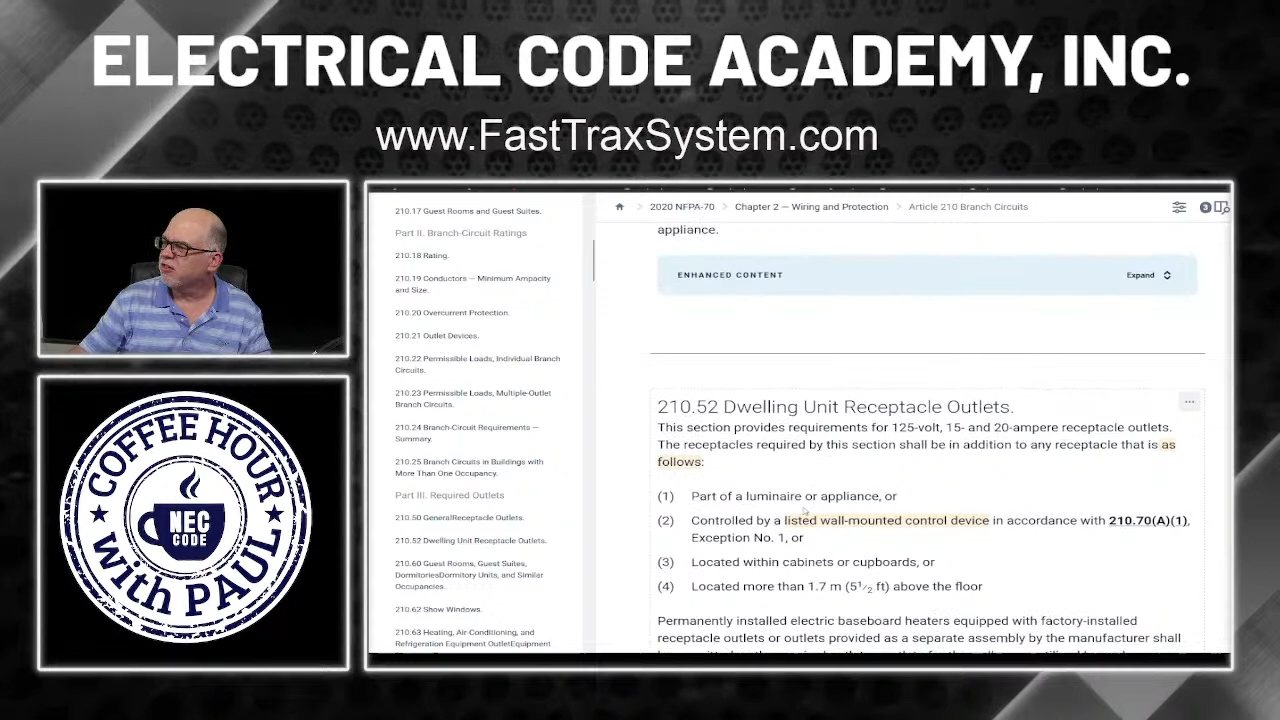 ELECTRICAL CODE ACADEMY, INC.
www.FastTraxSystem.com
210.17 Guest Rooms and Guest Suites.
Part II. Branch-Circuit Ratings
210.18 Rating.
210.19 Conductors — Minimum Ampacity
and Size.
210.20 Overcurrent Protection.
210.21 Outlet Devices.
210.22 Permissible Loads, Individual Branch
Circuits.
210.23 Permissible Loads, Multiple-Outlet
Branch Circuits.
210.24 Branch-Circuit Requirements —
Summary.
210.25 Branch Circuits in Buildings with
More Than One Occupancy.
Part III. Required Outlets
210.50 GeneralReceptacle Outlets.
210.52 Dwelling Unit Receptacle Outlets.
210.60 Guest Rooms, Guest Suites,
DormitoriesDormitory Units, and Similar
Occupancies.
210.62 Show Windows.
210.63 Heating, Air-Conditioning, and
Refrigeration Equipment OutletEquipment
2020 NFPA-70 > Chapter 2 — Wiring and Protection > Article 210 Branch Circuits
3
appliance.
ENHANCED CONTENT
Expand
210.52 Dwelling Unit Receptacle Outlets.
This section provides requirements for 125-volt, 15- and 20-ampere receptacle outlets.
The receptacles required by this section shall be in addition to any receptacle that is as
follows:
(1) Part of a luminaire or appliance, or
(2) Controlled by a listed wall-mounted control device in accordance with 210.70(A)(1),
Exception No. 1, or
(3) Located within cabinets or cupboards, or
(4) Located more than 1.7 m (5 1/2 ft) above the floor
Permanently installed electric baseboard heaters equipped with factory-installed
receptacle outlets or outlets provided as a separate assembly by the manufacturer shall
COFFEE HOUR
NEC
CODE
with PAUL